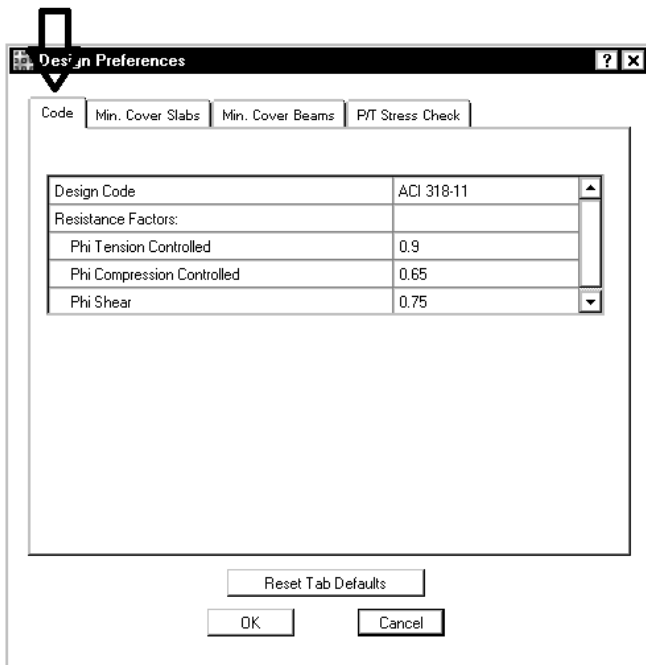 Design Preferences
Code Min. Cover Slabs Min. Cover Beams P/T Stress Check
Design Code ACI 318-11
Resistance Factors:
Phi Tension Controlled 0.9
Phi Compression Controlled 0.65
Phi Shear 0.75
Reset Tab Defaults
OK Cancel